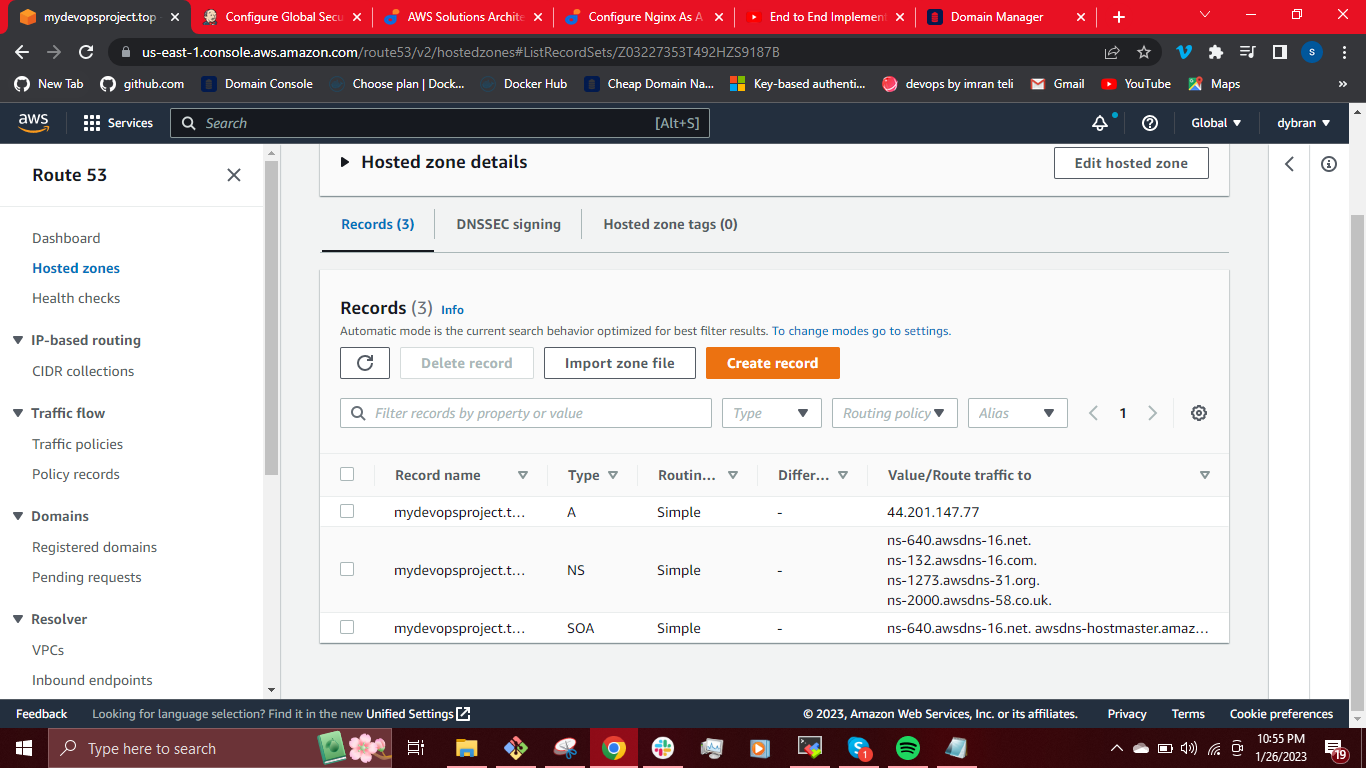 mydevopsproject.top
Configure Global Secu
AWS Solutions Archite
Configure Nginx As A
End to End Implement
Domain Manager
us-east-1.console.aws.amazon.com/route53/v2/hostedzones#ListRecordSets/Z03227353T492HZS9187B
S
New Tab
github.com
Domain Console
Choose plan | Dock...
Docker Hub
Cheap Domain Na...
Key-based authenti...
devops by imran teli
Gmail
YouTube
Maps
»
aws
Services
Search
[Alt+S]
Global
dybran
Route 53
Dashboard
Hosted zones
Health checks
IP-based routing
CIDR collections
Traffic flow
Traffic policies
Policy records
Domains
Registered domains
Pending requests
Resolver
VPCs
Inbound endpoints
Hosted zone details
Edit hosted zone
Records (3)
DNSSEC signing
Hosted zone tags (0)
Records (3) Info
Automatic mode is the current search behavior optimized for best filter results. To change modes go to settings.
Delete record
Import zone file
Create record
Filter records by property or value
Type
Routing policy
Alias
1
Record name Type Routin... Differ... Value/Route traffic to
mydevopsproject.t... A Simple - 44.201.147.77
mydevopsproject.t... NS Simple - ns-640.awsdns-16.net.
ns-132.awsdns-16.com.
ns-1273.awsdns-31.org.
ns-2000.awsdns-58.co.uk.
mydevopsproject.t... SOA Simple - ns-640.awsdns-16.net. awsdns-hostmaster.amaz...
Feedback
Looking for language selection? Find it in the new Unified Settings
© 2023, Amazon Web Services, Inc. or its affiliates.
Privacy
Terms
Cookie preferences
Type here to search
1
10:55 PM
1/26/2023
19